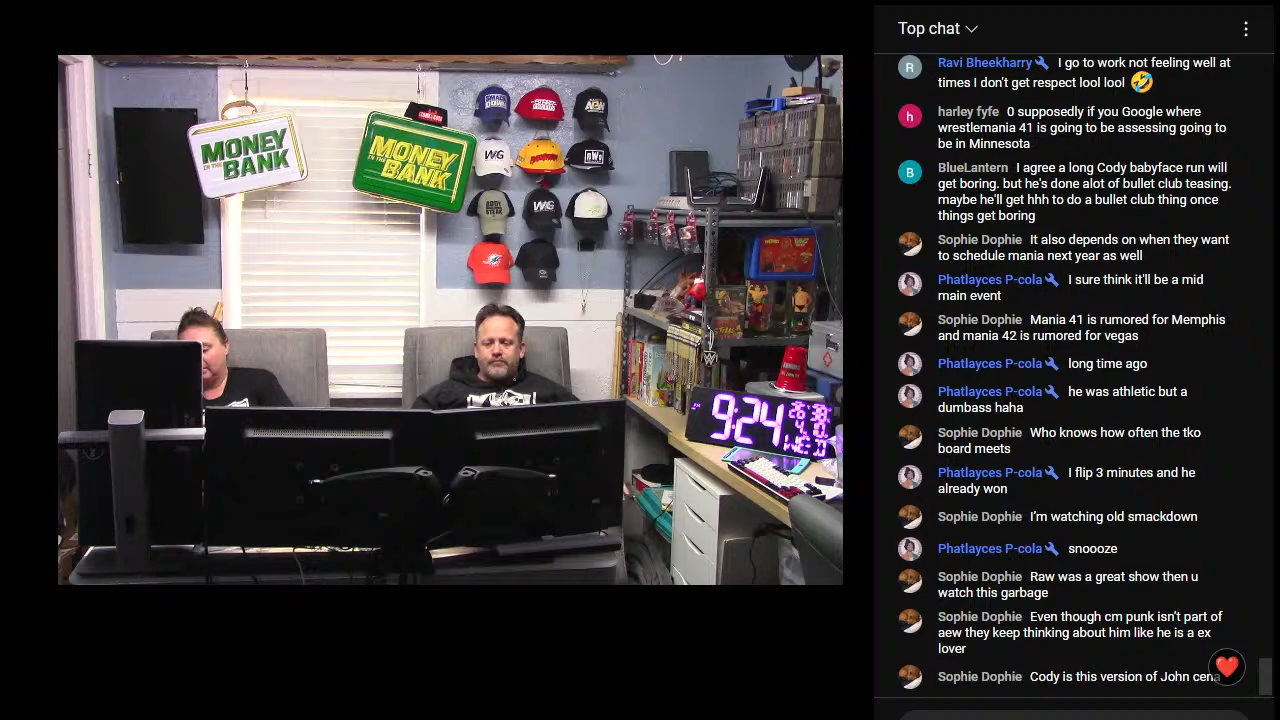 MONEY
IN THE
BANK
MONEY
IN THE
BANK
WG
nWo
BODY
STEAK
9:24
Top chat
R
Ravi Bheekharry I go to work not feeling well at
times I don't get respect lool lool 🤣
h
harley fyfe 0 supposedly if you Google where
wrestlemania 41 is going to be assessing going to
be in Minnesota
B
BlueLantern I agree a long Cody babyface run will
get boring. but he's done alot of bullet club teasing.
maybe he'll get hhh to do a bullet club thing once
things get boring
Sophie Dophie It also depends on when they want
to schedule mania next year as well
Phatlayces P-cola I sure think it'll be a mid
main event
Sophie Dophie Mania 41 is rumored for Memphis
and mania 42 is rumored for vegas
Phatlayces P-cola long time ago
Phatlayces P-cola he was athletic but a
dumbass haha
Sophie Dophie Who knows how often the tko
board meets
Phatlayces P-cola I flip 3 minutes and he
already won
Sophie Dophie I'm watching old smackdown
Phatlayces P-cola snoooze
Sophie Dophie Raw was a great show then u
watch this garbage
Sophie Dophie Even though cm punk isn't part of
aew they keep thinking about him like he is a ex
lover
Sophie Dophie Cody is this version of John cena